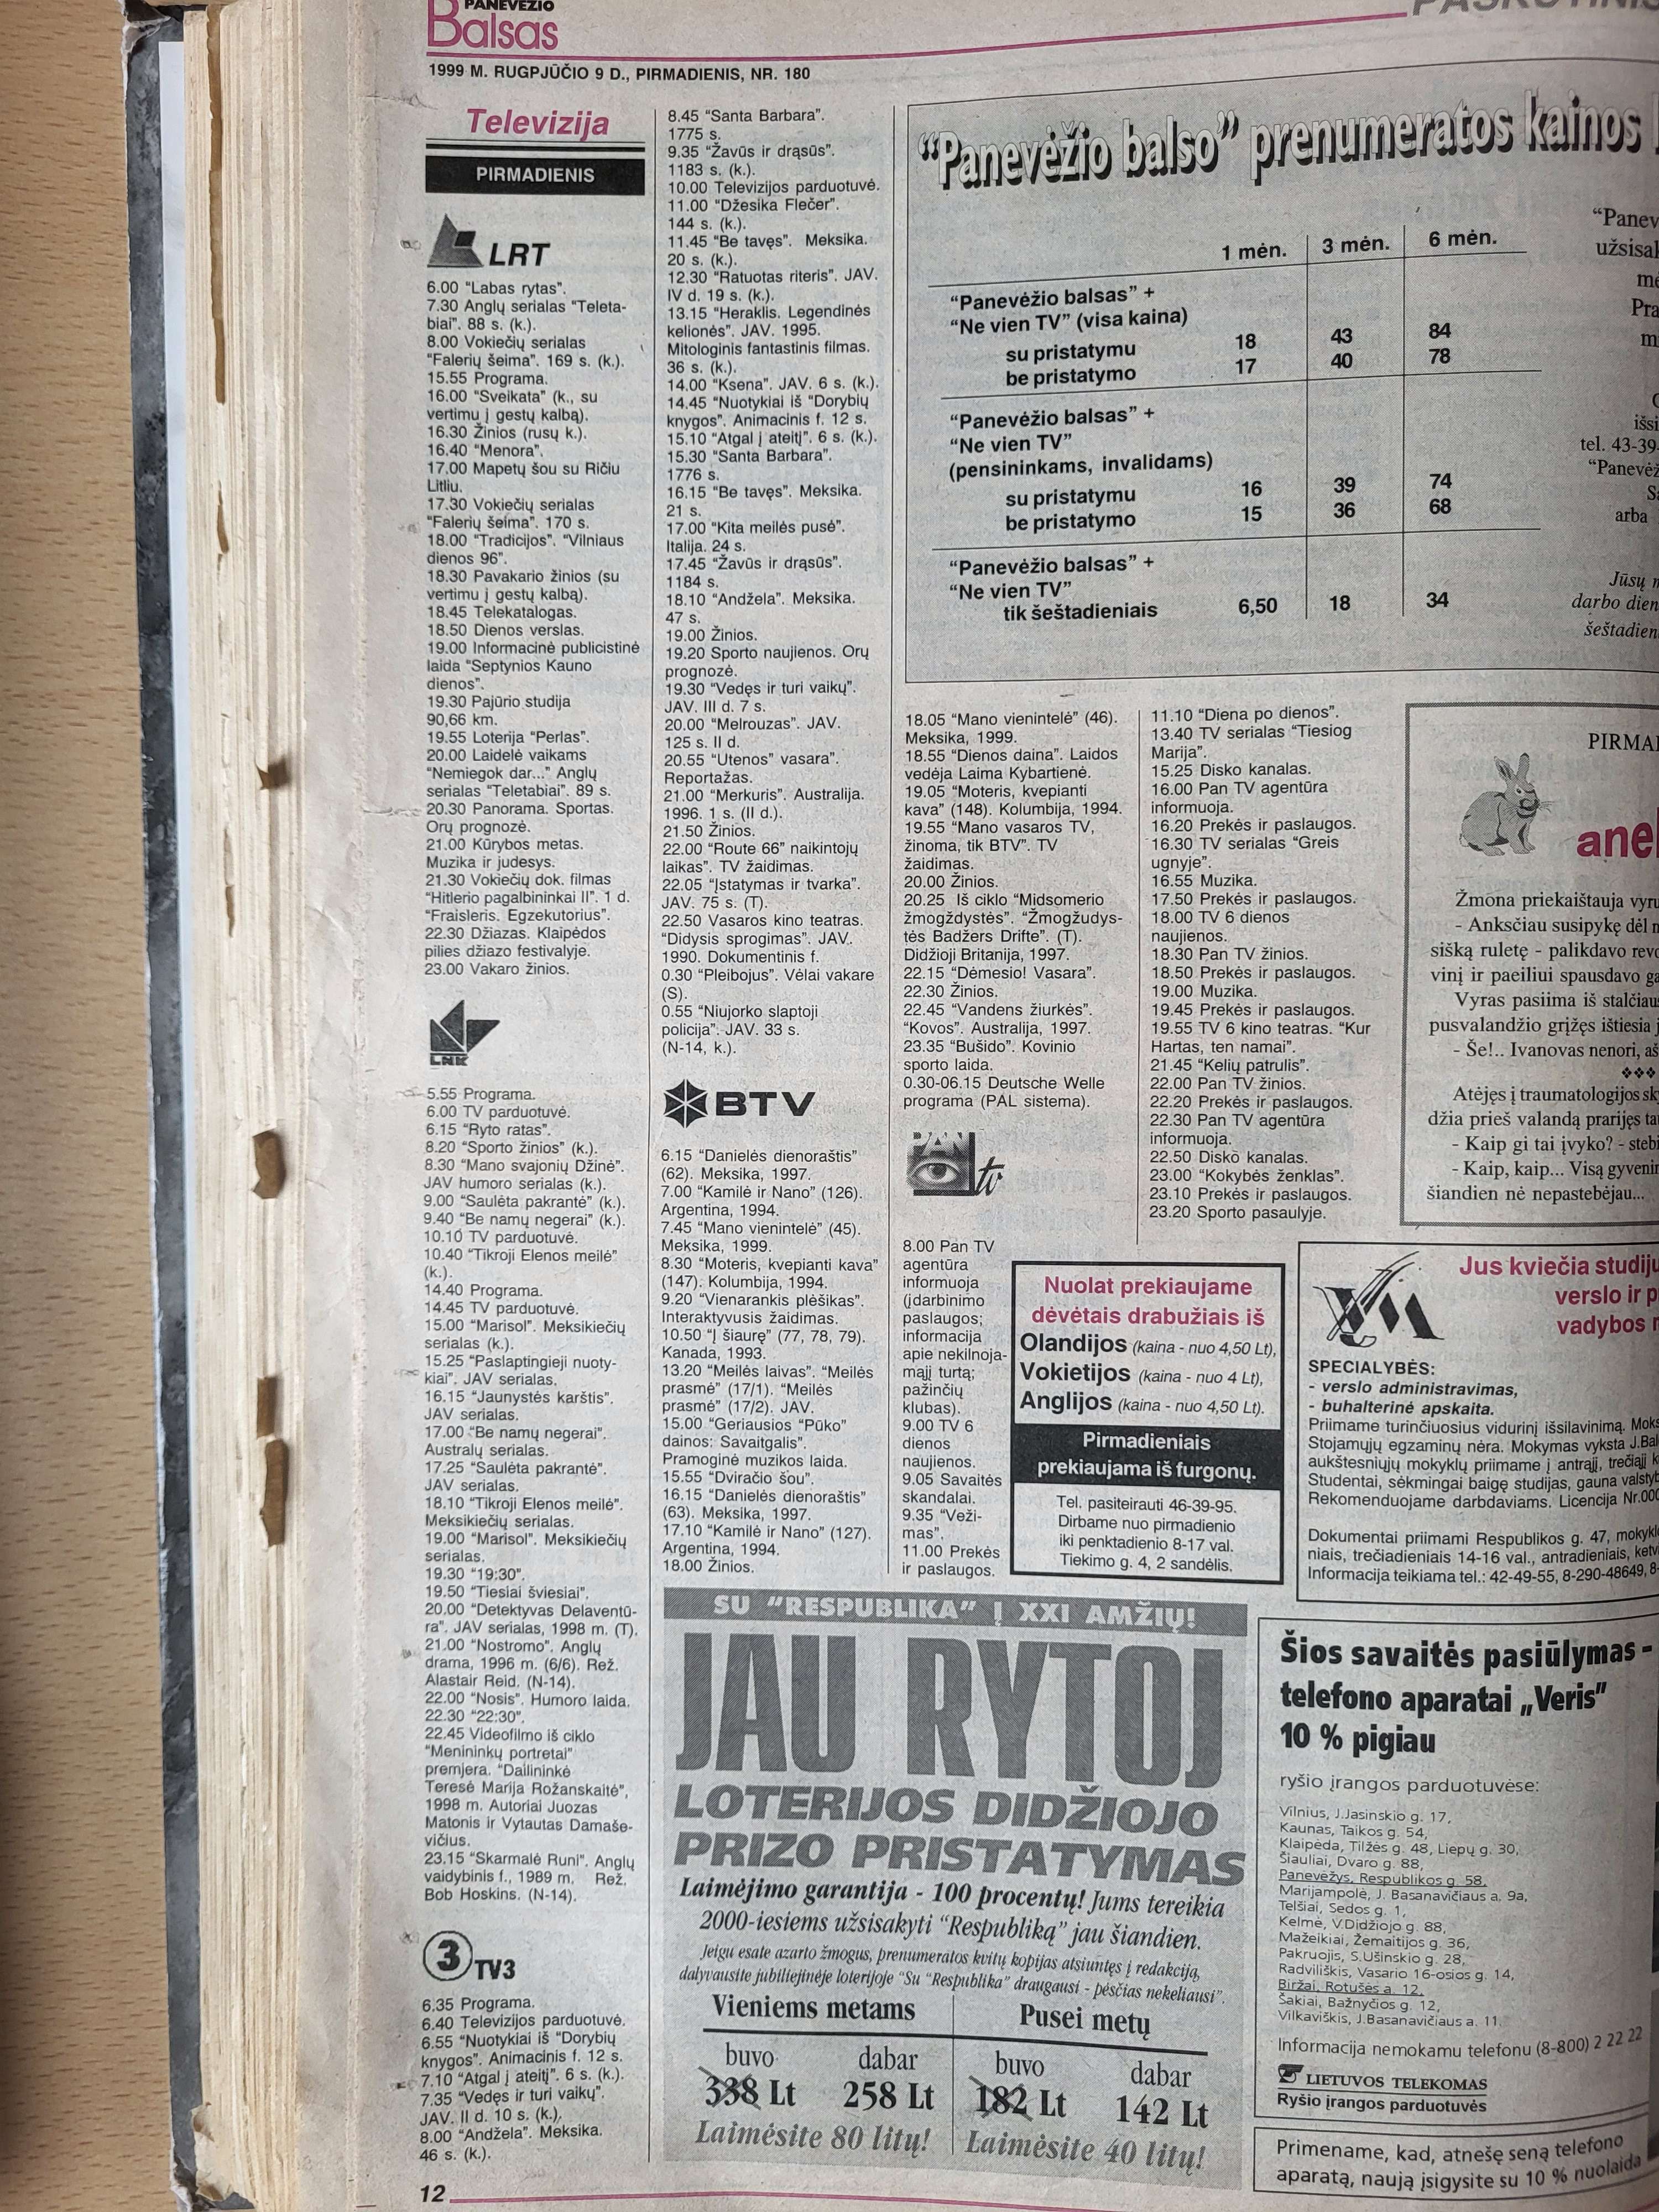 PANEVĖŽIO
Balsas
1999 M. RUGPJŪČIO 9 D., PIRMADIENIS, NR. 180
Televizija
PIRMADIENIS
LRT
6.00 “Labas rytas”.
7.30 Anglų serialas “Teleta-
biai”. 88 s. (k.).
8.00 Vokiečių serialas
“Falerių šeima”. 169 s. (k.).
15.55 Programa.
16.00 “Sveikata” (k., su
vertimu į gestų kalbą).
16.30 Žinios (rusų k.).
16.40 “Menora”.
17.00 Mapetų šou su Ričiu
Litliu.
17.30 Vokiečių serialas
“Falerių šeima”. 170 s.
18.00 “Tradicijos”. “Vilniaus
dienos 96”.
18.30 Pavakario žinios (su
vertimu į gestų kalbą).
18.45 Telekatalogas.
18.50 Dienos verslas.
19.00 Informacinė publicistinė
laida “Septynios Kauno
dienos”.
19.30 Pajūrio studija
90,66 km.
19.55 Loterija “Perlas”.
20.00 Laidelė vaikams
“Nemiegok dar...” Anglų
serialas “Teletabiai”. 89 s.
20.30 Panorama. Sportas.
Orų prognozė.
21.00 Kūrybos metas.
Muzika ir judesys.
21.30 Vokiečių dok. filmas
“Hitlerio pagalbininkai II”. 1 d.
“Fraisleris. Egzekutorius”.
22.30 Džiazas. Klaipėdos
pilies džiazo festivalyje.
23.00 Vakaro žinios.
LNK
5.55 Programa.
6.00 TV parduotuvė.
6.15 “Ryto ratas”.
8.20 “Sporto žinios” (k.).
8.30 “Mano svajonių Džinė”.
JAV humoro serialas (k.).
9.00 “Saulėta pakrantė” (k.).
9.40 “Be namų negerai” (k.).
10.10 TV parduotuvė.
10.40 “Tikroji Elenos meilė”
(k.).
14.40 Programa.
14.45 TV parduotuvė.
15.00 “Marisol”. Meksikiečių
serialas (k.).
15.25 “Paslaptingieji nuoty-
kiai”. JAV serialas.
16.15 “Jaunystės karštis”.
JAV serialas.
17.00 “Be namų negerai”.
Australų serialas.
17.25 “Saulėta pakrantė”.
JAV serialas.
18.10 “Tikroji Elenos meilė”.
Meksikiečių serialas.
19.00 “Marisol”. Meksikiečių
serialas.
19.30 “19:30”.
19.50 “Tiesiai šviesiai”.
20.00 “Detektyvas Delaventū-
ra”. JAV serialas, 1998 m. (T).
21.00 “Nostromo”. Anglų
drama, 1996 m. (6/6). Rež.
Alastair Reid. (N-14).
22.00 “Nosis”. Humoro laida.
22.30 “22:30”.
22.45 Videofilmo iš ciklo
“Menininkų portretai”
premjera. “Dailininkė
Teresė Marija Rožanskaitė”,
1998 m. Autoriai Juozas
Matonis ir Vytautas Damaše-
vičius.
23.15 “Skarmalė Runi”. Anglų
vaidybinis f., 1989 m. Rež.
Bob Hoskins. (N-14).
3 TV3
6.35 Programa.
6.40 Televizijos parduotuvė.
6.55 “Nuotykiai iš “Dorybių
knygos”. Animacinis f. 12 s.
7.10 “Atgal į ateitį”. 6 s. (k.).
7.35 “Vedęs ir turi vaikų”.
JAV. II d. 10 s. (k.).
8.00 “Andžela”. Meksika.
46 s. (k.).
12
8.45 “Santa Barbara”.
1775 s.
9.35 “Žavūs ir drąsūs”.
1183 s. (k.).
10.00 Televizijos parduotuvė.
11.00 “Džesika Flečer”.
144 s. (k.).
11.45 “Be tavęs”. Meksika.
20 s. (k.).
12.30 “Ratuotas riteris”. JAV.
IV d. 19 s. (k.).
13.15 “Heraklis. Legendinės
kelionės”. JAV. 1995.
Mitologinis fantastinis filmas.
36 s. (k.).
14.00 “Ksena”. JAV. 6 s. (k.).
14.45 “Nuotykiai iš “Dorybių
knygos”. Animacinis f. 12 s.
15.10 “Atgal į ateitį”. 6 s. (k.).
15.30 “Santa Barbara”.
1776 s.
16.15 “Be tavęs”. Meksika.
21 s.
17.00 “Kita meilės pusė”.
Italija. 24 s.
17.45 “Žavūs ir drąsūs”.
1184 s.
18.10 “Andžela”. Meksika.
47 s.
19.00 Žinios.
19.20 Sporto naujienos. Orų
prognozė.
19.30 “Vedęs ir turi vaikų”.
JAV. III d. 7 s.
20.00 “Melrouzas”. JAV.
125 s. II d.
20.55 “Utenos” vasara”.
Reportažas.
21.00 “Merkuris”. Australija.
1996. 1 s. (II d.).
21.50 Žinios.
22.00 “Route 66” naikintojų
laikas”. TV žaidimas.
22.05 “Įstatymas ir tvarka”.
JAV. 75 s. (T).
22.50 Vasaros kino teatras.
“Didysis sprogimas”. JAV.
1990. Dokumentinis f.
0.30 “Pleibojus”. Vėlai vakare
(S).
0.55 “Niujorko slaptoji
policija”. JAV. 33 s.
(N-14, k.).
BTV
6.15 “Danielės dienoraštis”
(62). Meksika, 1997.
7.00 “Kamilė ir Nano” (126).
Argentina, 1994.
7.45 “Mano vienintelė” (45).
Meksika, 1999.
8.30 “Moteris, kvepianti kava”
(147). Kolumbija, 1994.
9.20 “Vienarankis plėšikas”.
Interaktyvusis žaidimas.
10.50 “Į šiaurę” (77, 78, 79).
Kanada, 1993.
13.20 “Meilės laivas”. “Meilės
prasmė” (17/1). “Meilės
prasmė” (17/2). JAV.
15.00 “Geriausios “Pūko”
dainos: Savaitgalis”.
Pramoginė muzikos laida.
15.55 “Dviračio šou”.
16.15 “Danielės dienoraštis”
(63). Meksika, 1997.
17.10 “Kamilė ir Nano” (127).
Argentina, 1994.
18.00 Žinios.
“Panevėžio balso” prenumeratos kainos
1 mėn. 3 mėn. 6 mėn.
“Panevėžio balsas” +
“Ne vien TV” (visa kaina)
su pristatymu 18 43 84
be pristatymo 17 40 78
“Panevėžio balsas” +
“Ne vien TV”
(pensininkams, invalidams)
su pristatymu 16 39 74
be pristatymo 15 36 68
“Panevėžio balsas” +
“Ne vien TV”
tik šeštadieniais 6,50 18 34
“Panev
užsisak
mė
Pra
m
išsi
tel. 43-39-
“Panevėž
arba
Jūsų
darbo dien
šeštadien
18.05 “Mano vienintelė” (46).
Meksika, 1999.
18.55 “Dienos daina”. Laidos
vedėja Laima Kybartienė.
19.05 “Moteris, kvepianti
kava” (148). Kolumbija, 1994.
19.55 “Mano vasaros TV,
žinoma, tik BTV”. TV
žaidimas.
20.00 Žinios.
20.25 Iš ciklo “Midsomerio
žmogždystės”. “Žmogžudys-
tės Badžers Drifte”. (T).
Didžioji Britanija, 1997.
22.15 “Dėmesio! Vasara”.
22.30 Žinios.
22.45 “Vandens žiurkės”.
“Kovos”. Australija, 1997.
23.35 “Bušido”. Kovinio
sporto laida.
0.30-06.15 Deutsche Welle
programa (PAL sistema).
PAN tv
8.00 Pan TV
agentūra
informuoja
(įdarbinimo
paslaugos;
informacija
apie nekilnoja-
mąjį turtą;
pažinčių
klubas).
9.00 TV 6
dienos
naujienos.
9.05 Savaitės
skandalai.
9.35 “Veži-
mas”.
11.00 Prekės
ir paslaugos.
11.10 “Diena po dienos”.
13.40 TV serialas “Tiesiog
Marija”.
15.25 Disko kanalas.
16.00 Pan TV agentūra
informuoja.
16.20 Prekės ir paslaugos.
16.30 TV serialas “Greis
ugnyje”.
16.55 Muzika.
17.50 Prekės ir paslaugos.
18.00 TV 6 dienos
naujienos.
18.30 Pan TV žinios.
18.50 Prekės ir paslaugos.
19.00 Muzika.
19.45 Prekės ir paslaugos.
19.55 TV 6 kino teatras. “Kur
Hartas, ten namai”.
21.45 “Kelių patrulis”.
22.00 Pan TV žinios.
22.20 Prekės ir paslaugos.
22.30 Pan TV agentūra
informuoja.
22.50 Disko kanalas.
23.00 “Kokybės ženklas”.
23.10 Prekės ir paslaugos.
23.20 Sporto pasaulyje.
PIRMA
anek
Žmona priekaištauja vyru
- Anksčiau susipykę dėl
sišką ruletę - palikdavo revo
vinį ir paeiliui spausdavo ga
Vyras pasiima iš stalčiaus
pusvalandžio grįžęs ištiesia
- Še!.. Ivanovas nenori, aš
❖❖❖
Atėjęs į traumatologijos sky
džia prieš valandą prarijęs
- Kaip gi tai įvyko? - stebi
- Kaip, kaip... Visą gyvenim
šiandien nė nepastebėjau...
Nuolat prekiaujame
dėvėtais drabužiais iš
Olandijos (kaina - nuo 4,50 Lt),
Vokietijos (kaina - nuo 4 Lt),
Anglijos (kaina - nuo 4,50 Lt).
Pirmadieniais
prekiaujama iš furgonų.
Tel. pasiteirauti 46-39-95.
Dirbame nuo pirmadienio
iki penktadienio 8-17 val.
Tiekimo g. 4, 2 sandėlis.
Jus kviečia studiju
verslo ir p
vadybos
SPECIALYBĖS:
- verslo administravimas,
- buhalterinė apskaita.
Priimame turinčiuosius vidurinį išsilavinimą. Moks
Stojamųjų egzaminų nėra. Mokymas vyksta J.Bal
aukštesniųjų mokyklų priimame į antrąjį, trečiąjį k
Studentai, sėkmingai baigę studijas, gauna valstyb
Rekomenduojame darbdaviams. Licencija Nr.000
Dokumentai priimami Respublikos g. 47, mokykl
niais, trečiadieniais 14-16 val., antradieniais, ketv
Informacija teikiama tel.: 42-49-55, 8-290-48649, 8-
SU “RESPUBLIKA” Į XXI AMŽIŲ!
JAU RYTOJ
LOTERIJOS DIDŽIOJO
PRIZO PRISTATYMAS
Laimėjimo garantija - 100 procentų! Jums tereikia
2000-iesiems užsisakyti “Respubliką” jau šiandien.
Jeigu esate azarto žmogus, prenumeratos kvitų kopijas atsiuntęs į redakciją,
dalyvausite jubiliejinėje loterijoje “Su “Respublika” draugausi - pėsčias nekeliausi”.
Vieniems metams Pusei metų
buvo dabar buvo dabar
338 Lt 258 Lt 182 Lt 142 Lt
Laimėsite 80 litų! Laimėsite 40 litų!
Šios savaitės pasiūlymas -
telefono aparatai „Veris”
10 % pigiau
ryšio įrangos parduotuvėse:
Vilnius, J.Jasinskio g. 17,
Kaunas, Taikos g. 54,
Klaipėda, Tilžės g. 48, Liepų g. 30,
Šiauliai, Dvaro g. 88,
Panevėžys, Respublikos g. 58,
Marijampolė, J. Basanavičiaus a. 9a,
Telšiai, Sedos g. 1,
Kelmė, V.Didžiojo g. 88,
Mažeikiai, Žemaitijos g. 36,
Pakruojis, S.Ušinskio g. 28,
Radviliškis, Vasario 16-osios g. 14,
Biržai, Rotušės a. 12,
Šakiai, Bažnyčios g. 12,
Vilkaviškis, J.Basanavičiaus a. 11.
Informacija nemokamu telefonu (8-800) 2 22 22
LIETUVOS TELEKOMAS
Ryšio įrangos parduotuvės
Primename, kad, atnešę seną telefono
aparatą, naują įsigysite su 10 % nuolaida